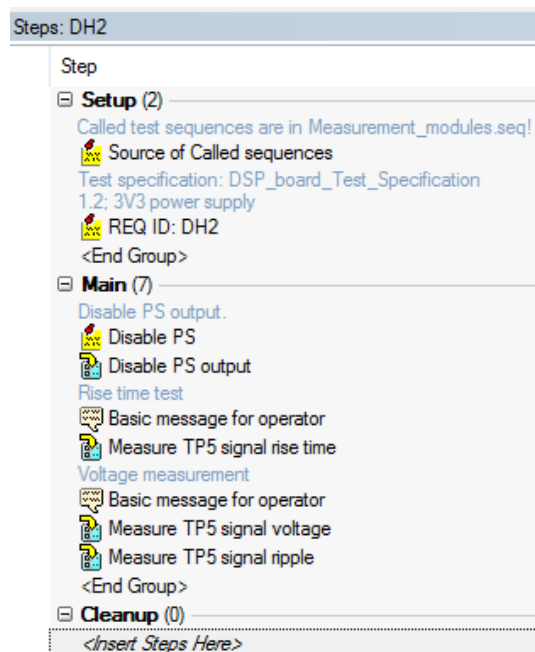 Steps: DH2
Step
Setup (2)
Called test sequences are in Measurement_modules.seq!
Source of Called sequences
Test specification: DSP_board_Test_Specification
1.2; 3V3 power supply
REQ ID: DH2
<End Group>
Main (7)
Disable PS output.
Disable PS
Disable PS output
Rise time test
Basic message for operator
Measure TP5 signal rise time
Voltage measurement
Basic message for operator
Measure TP5 signal voltage
Measure TP5 signal ripple
<End Group>
Cleanup (0)
<Insert Steps Here>